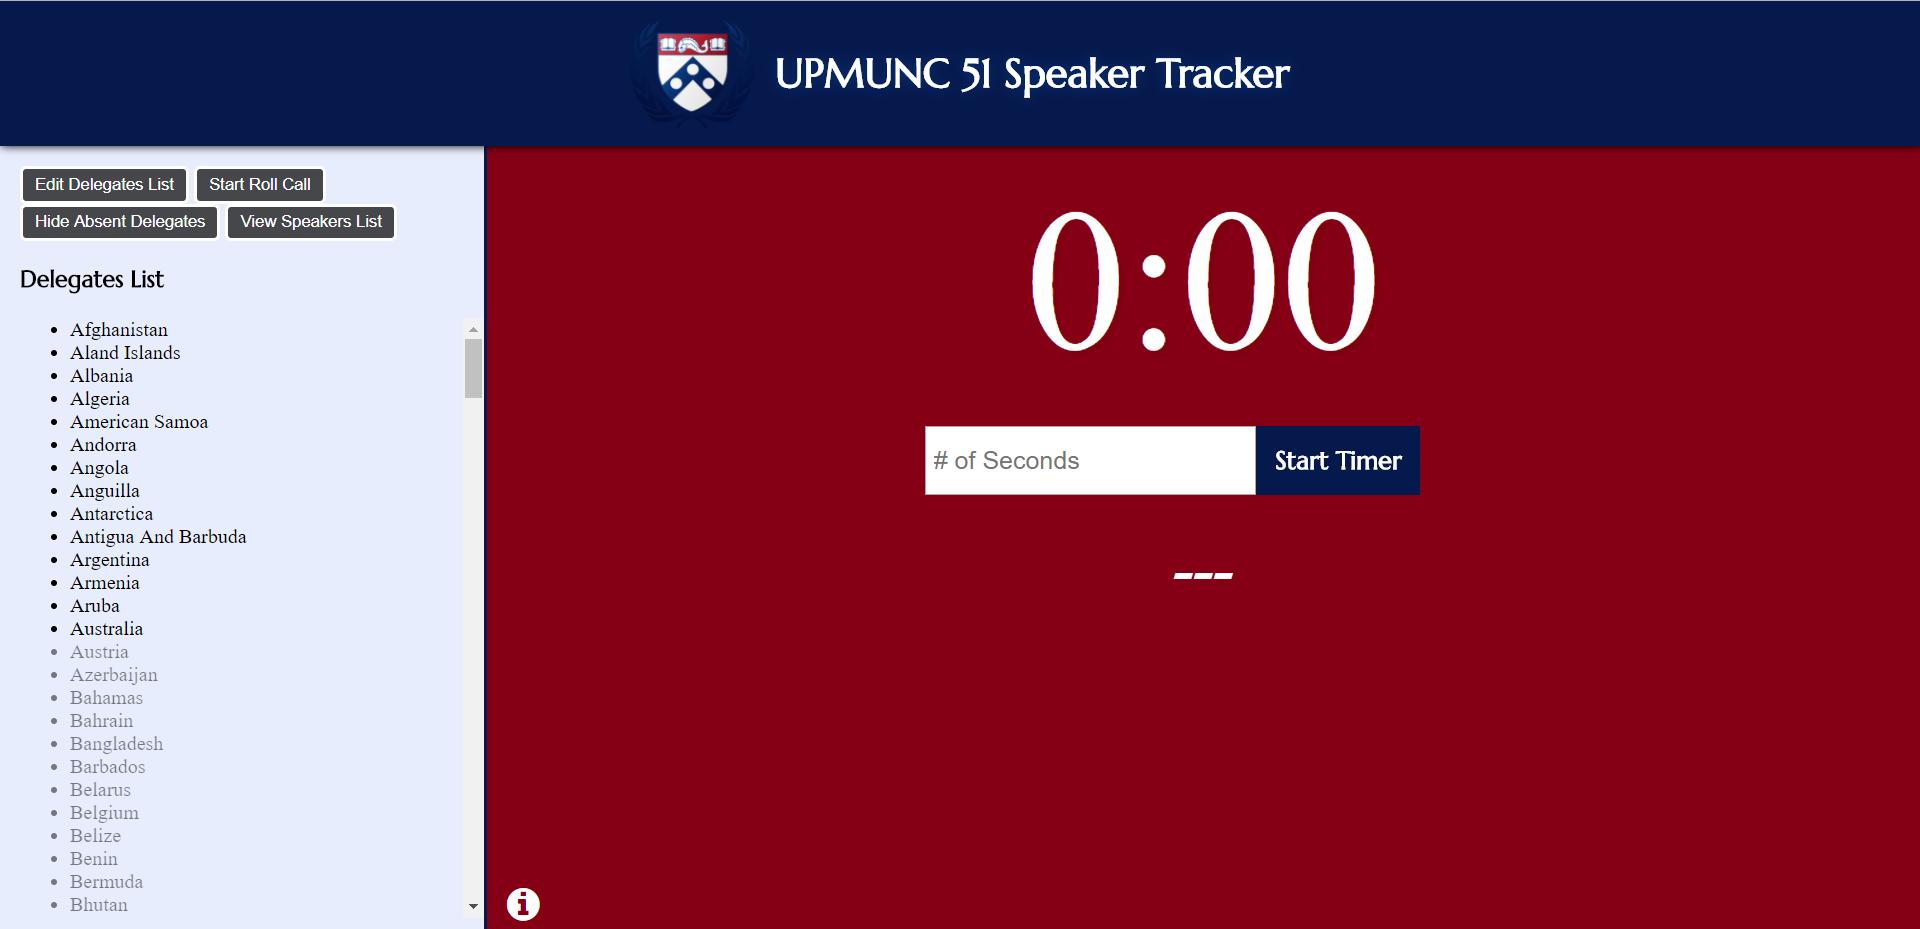 UPMUNC 51 Speaker Tracker
Edit Delegates List
Start Roll Call
Hide Absent Delegates
View Speakers List
Delegates List
Afghanistan
Aland Islands
Albania
Algeria
American Samoa
Andorra
Angola
Anguilla
Antarctica
Antigua And Barbuda
Argentina
Armenia
Aruba
Australia
Austria
Azerbaijan
Bahamas
Bahrain
Bangladesh
Barbados
Belarus
Belgium
Belize
Benin
Bermuda
Bhutan
0:00
# of Seconds
Start Timer
---